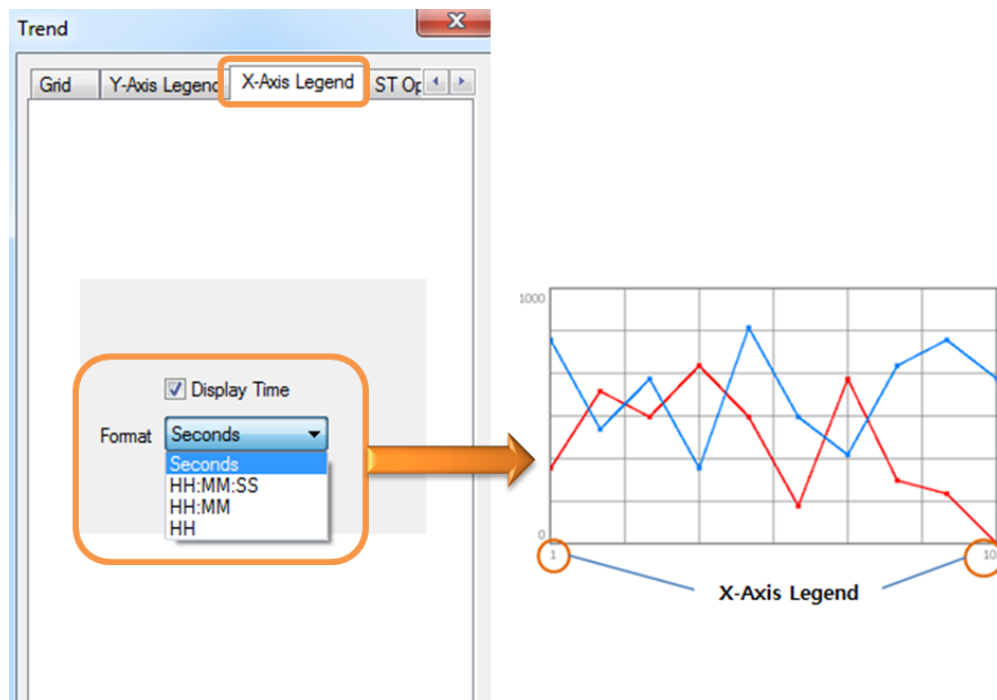 Trend
Grid Y-Axis Legend X-Axis Legend ST Op
Display Time
Format Seconds
Seconds
HH:MM:SS
HH:MM
HH
1000
0
1 10
X-Axis Legend